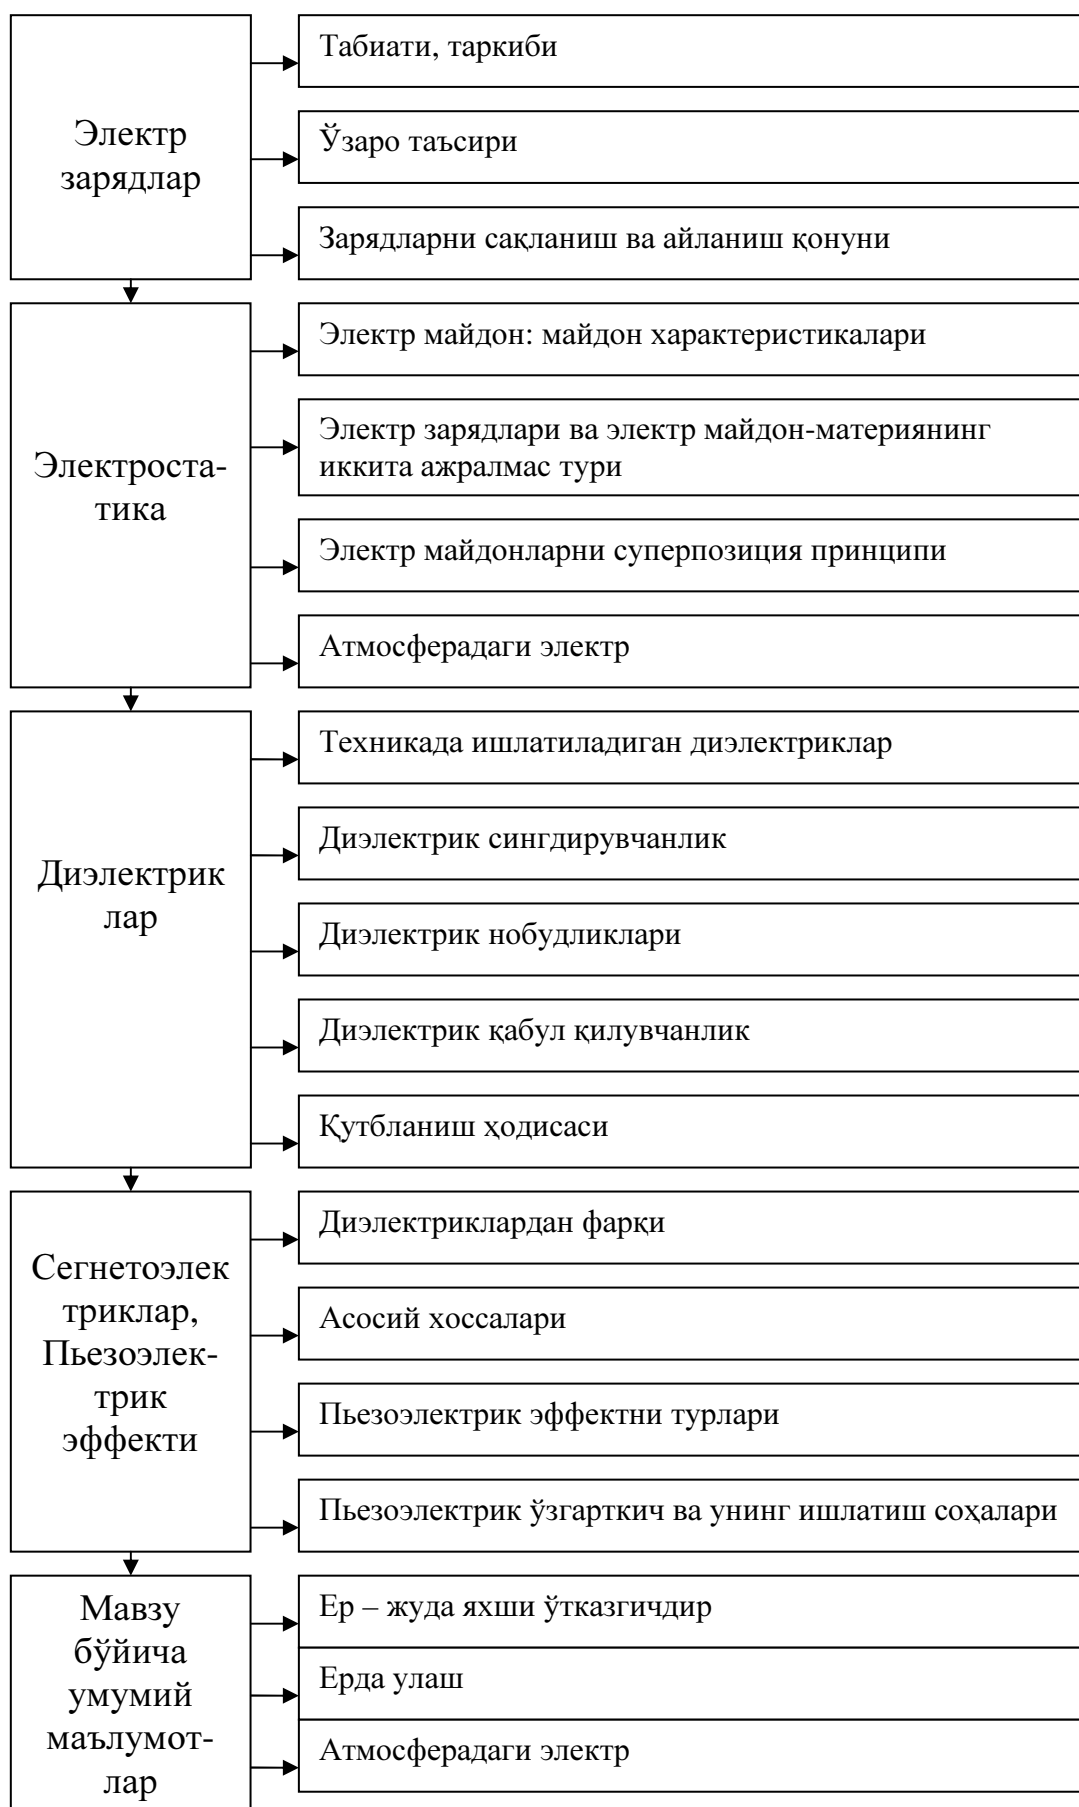 Электр
зарядлар
Табиати, таркиби
Ўзаро таъсири
Зарядларни сақланиш ва айланиш қонуни
Электроста-
тика
Электр майдон: майдон характеристикалари
Электр зарядлари ва электр майдон-материянинг
иккита ажралмас тури
Электр майдонларни суперпозиция принципи
Атмосферадаги электр
Диэлектрик
лар
Техникада ишлатиладиган диэлектриклар
Диэлектрик сингдирувчанлик
Диэлектрик нобудликлари
Диэлектрик қабул қилувчанлик
Қутбланиш ҳодисаси
Сегнетоэлек
триклар,
Пьезоэлек-
трик
эффекти
Диэлектриклардан фарқи
Асосий хоссалари
Пьезоэлектрик эффектни турлари
Пьезоэлектрик ўзгарткич ва унинг ишлатиш соҳалари
Мавзу
бўйича
умумий
маълумот-
лар
Ер – жуда яхши ўтказгичдир
Ерда улаш
Атмосферадаги электр